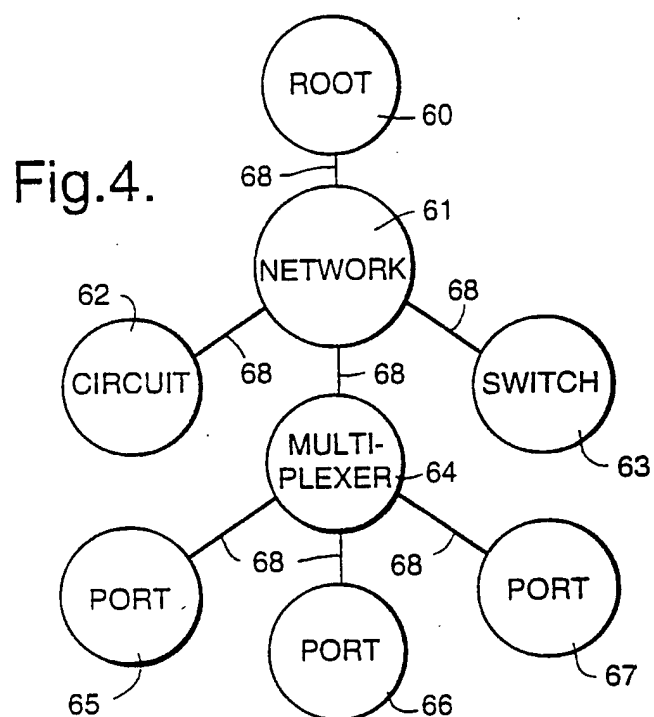 ROOT
60
Fig.4.
68
61
NETWORK
62
68
68
68
CIRCUIT
SWITCH
MULTI-
PLEXER
64
63
68
68
68
PORT
PORT
PORT
65
66
67